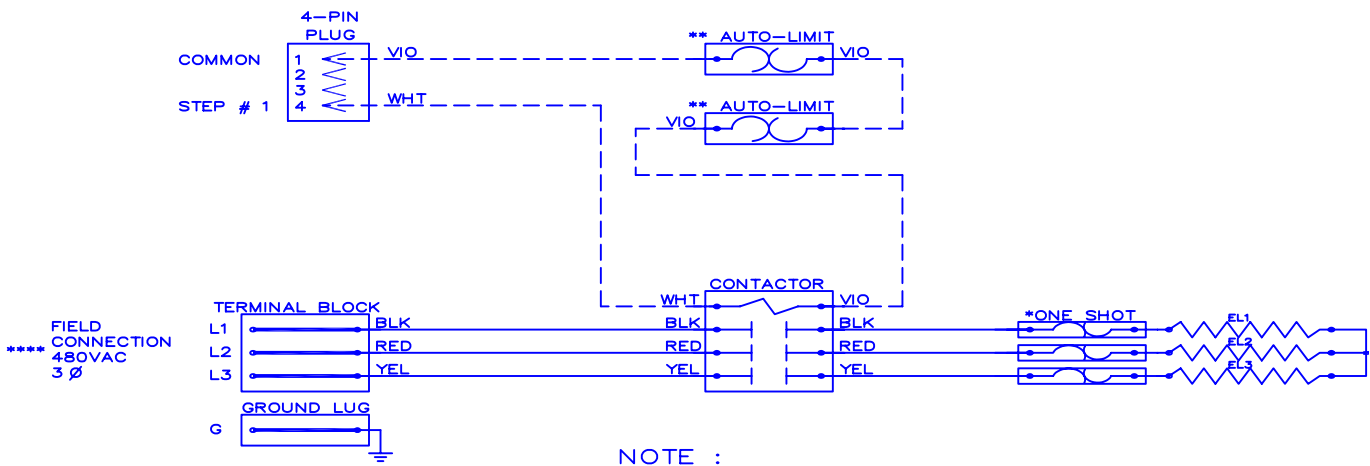 4-PIN
PLUG
COMMON 1 VIO
2
3
STEP # 1 4 WHT
** AUTO-LIMIT
VIO
** AUTO-LIMIT
VIO
CONTACTOR
WHT VIO
TERMINAL BLOCK
L1 BLK BLK BLK
L2 RED RED RED
L3 YEL YEL YEL
*ONE SHOT
EL1
EL2
EL3
FIELD
CONNECTION
**** 480VAC
3 Ø
GROUND LUG
G
NOTE :